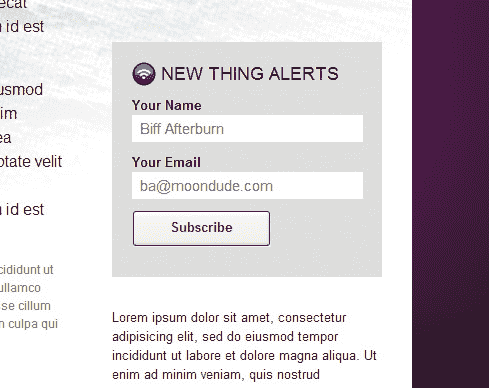 ecat
n id est
usmod
im
ea
otate velit
n id est
cididunt ut
ullamco
se cillum
n culpa qui
NEW THING ALERTS
Your Name
Biff Afterburn
Your Email
ba@moondude.com
Subscribe
Lorem ipsum dolor sit amet, consectetur
adipisicing elit, sed do eiusmod tempor
incididunt ut labore et dolore magna aliqua. Ut
enim ad minim veniam, quis nostrud